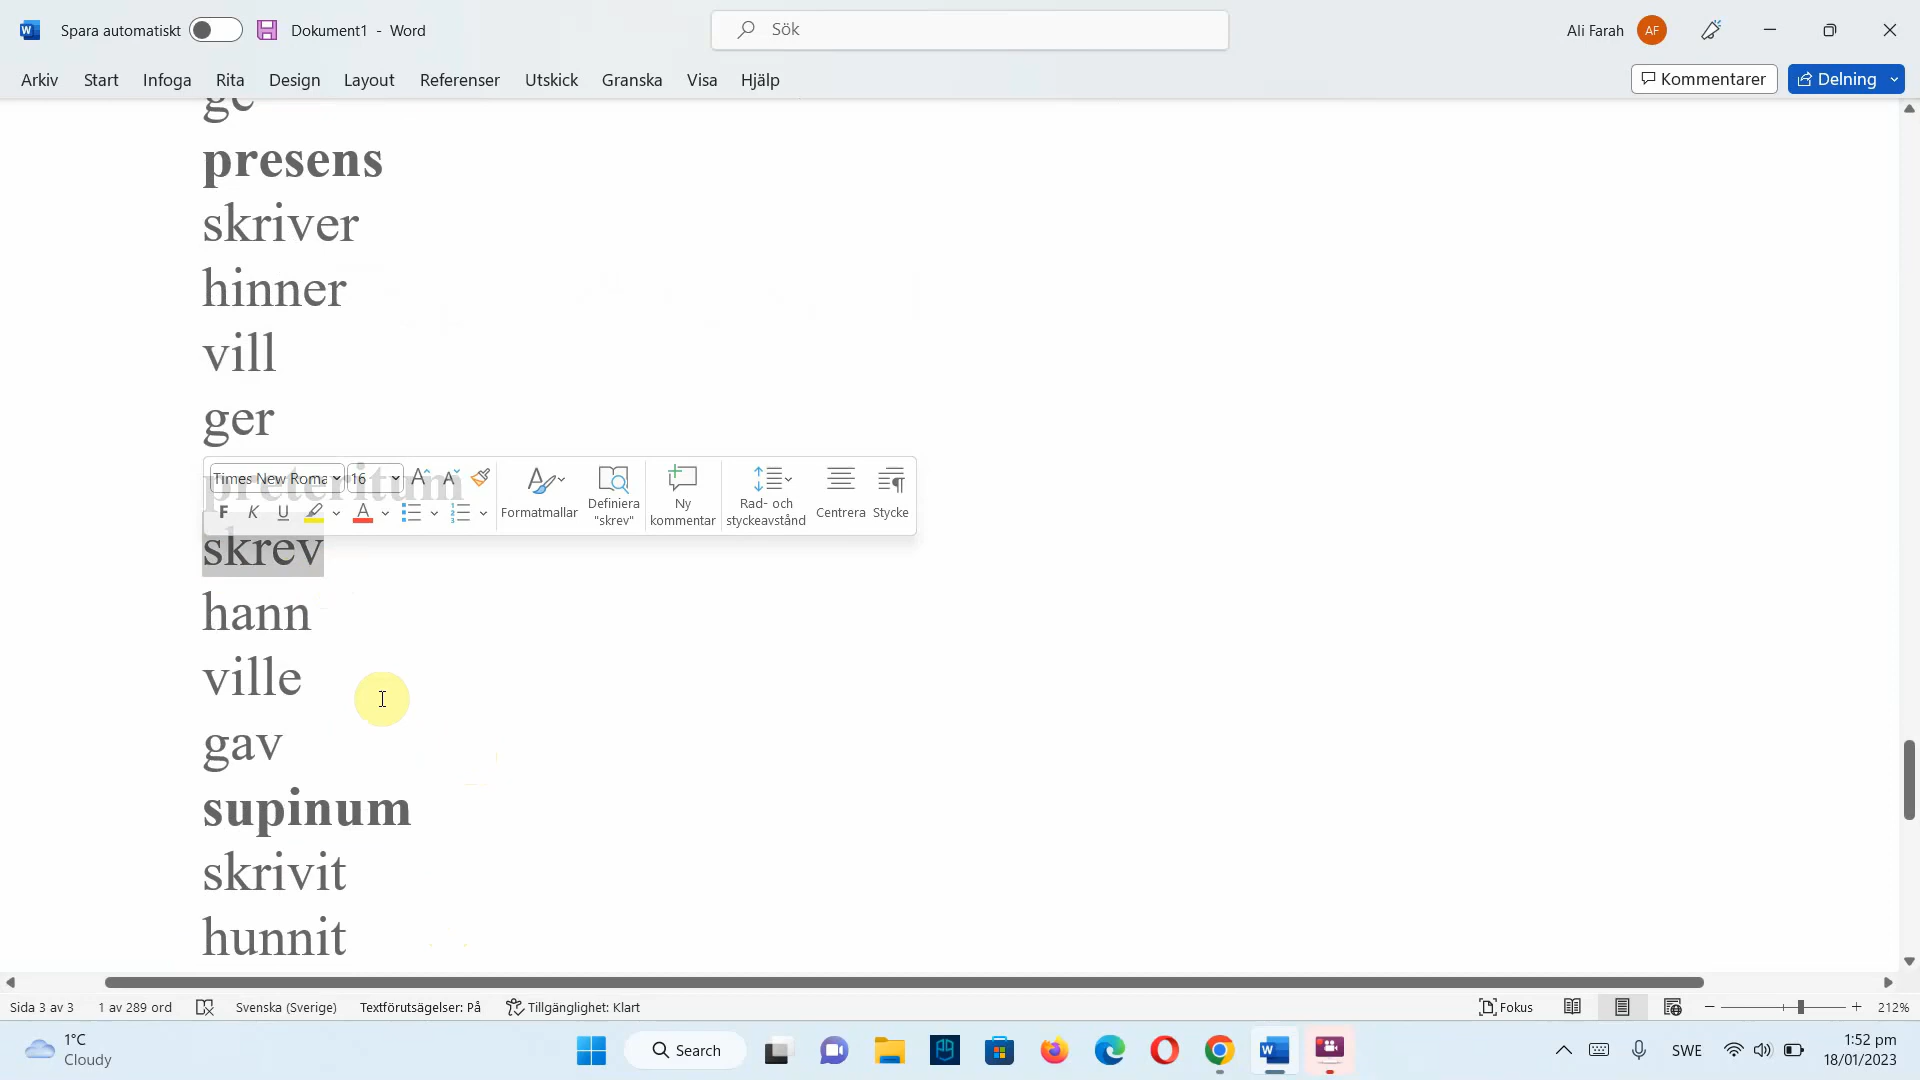 Spara automatiskt
Dokument1 - Word
Sök
Ali Farah
AF
Arkiv Start Infoga Rita Design Layout Referenser Utskick Granska Visa Hjälp
Kommentarer
Delning
ge
presens
skriver
hinner
vill
ger
preteritum
Times New Roma
16
F K U A
Formatmallar
Definiera
"skrev"
Ny
kommentar
Rad- och
styckeavstånd
Centrera
Stycke
skrev
hann
ville
gav
supinum
skrivit
hunnit
Sida 3 av 3
1 av 289 ord
Svenska (Sverige)
Textförutsägelser: På
Tillgänglighet: Klart
Fokus
212%
1°C
Cloudy
Search
SWE
1:52 pm
18/01/2023